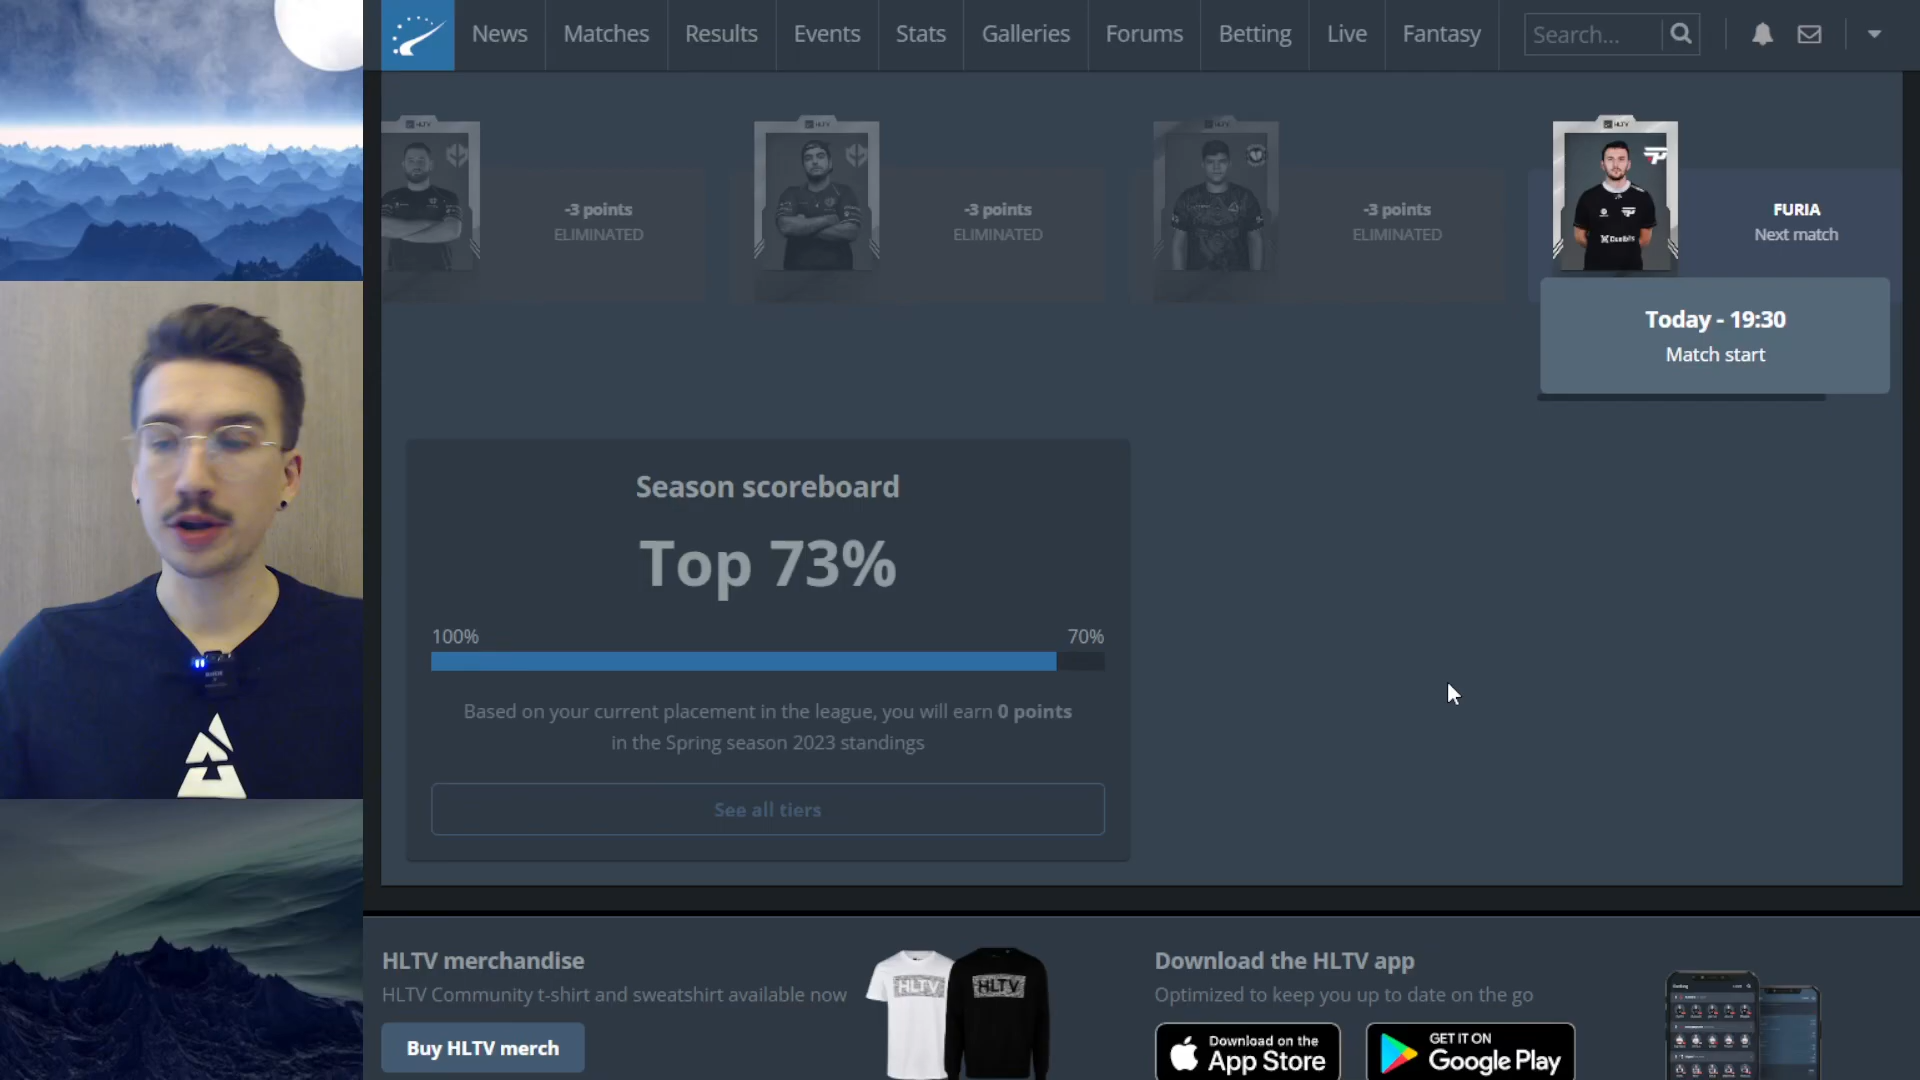 News Matches Results Events Stats Galleries Forums Betting Live Fantasy Search...
HLTV HLTV HLTV HLTV
-3 points -3 points -3 points FURIA
ELIMINATED ELIMINATED ELIMINATED Next match
Today - 19:30
Match start
Season scoreboard
Top 73%
100% 70%
Based on your current placement in the league, you will earn 0 points
in the Spring season 2023 standings
See all tiers
HLTV merchandise
HLTV Community t-shirt and sweatshirt available now
Buy HLTV merch
HLTV HLTV
Download the HLTV app
Optimized to keep you up to date on the go
Download on the
App Store
GET IT ON
Google Play